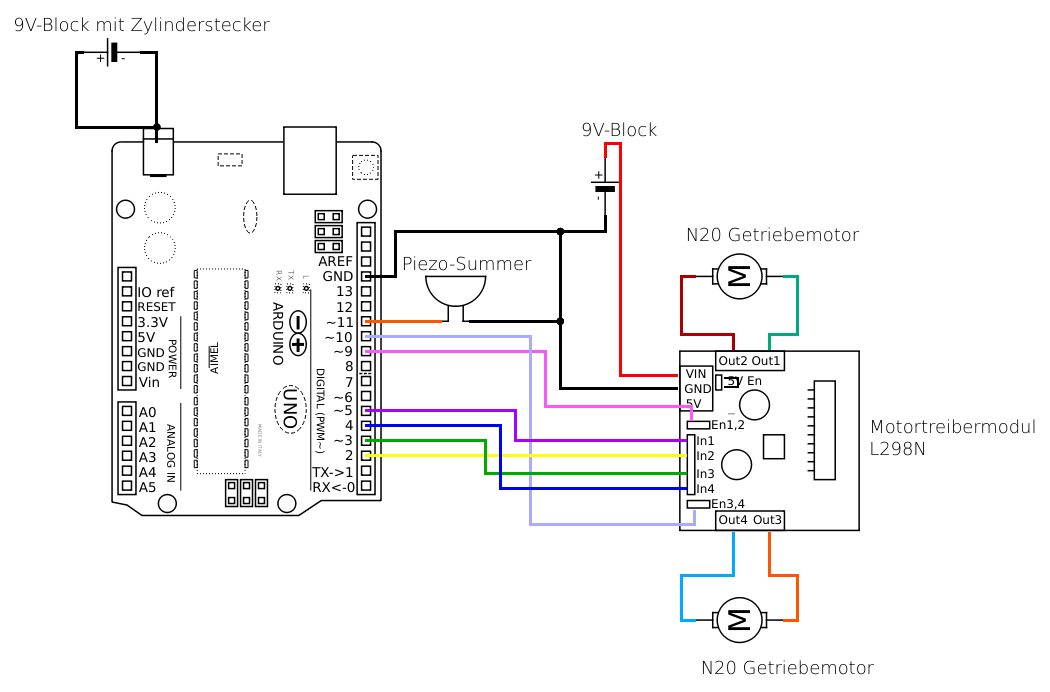 9V-Block mit Zylinderstecker
+ -
9V-Block
+
-
N20 Getriebemotor
M
Piezo-Summer
AREF
GND
13
12
~11
~10
~9
8
7
~6
~5
4
~3
2
TX->1
RX<-0
IO ref
RESET
3.3V
5V
GND
GND
Vin
POWER
A0
A1
A2
A3
A4
A5
ANALOG IN
ATMEL
RX
TX
L
ARDUINO
UNO
DIGITAL (PWM~)
MADE IN ITALY
Out2 Out1
VIN
GND
5V
5V En
En1,2
In1
In2
In3
In4
En3,4
Out4 Out3
Motortreibermodul
L298N
M
N20 Getriebemotor